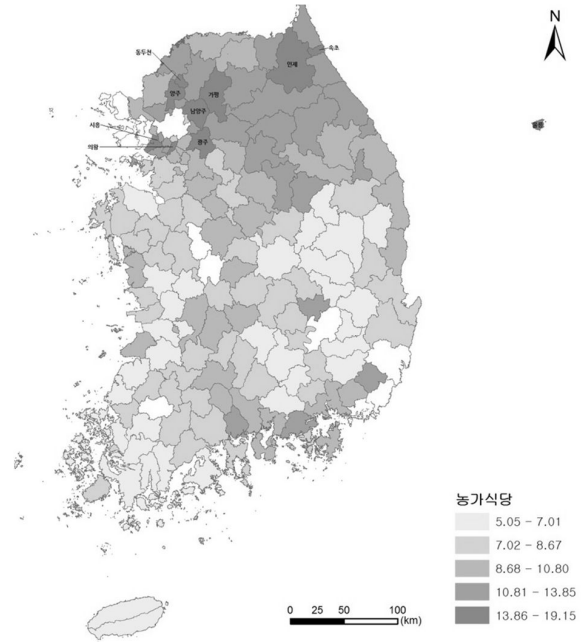 N
동두천
속초
인제
양주
가평
남양주
시흥
광주
의왕
울릉
농가식당
5.05 – 7.01
7.02 – 8.67
8.68 – 10.80
10.81 – 13.85
13.86 – 19.15
0 25 50 100
(km)